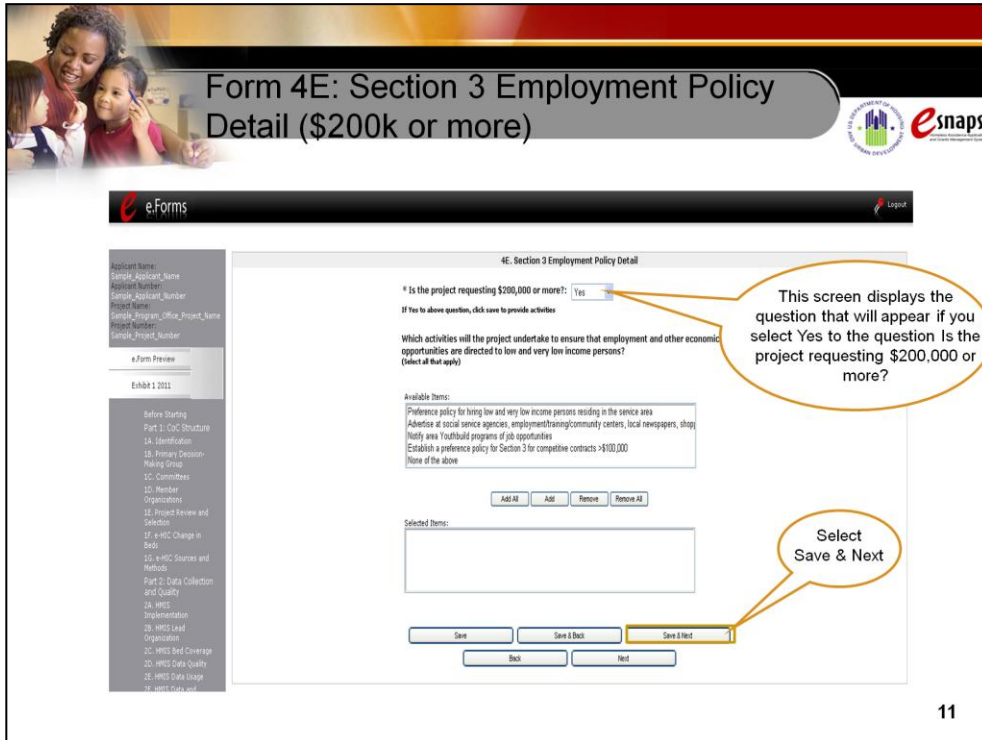 Form 4E: Section 3 Employment Policy
Detail ($200k or more)
U.S. DEPARTMENT OF HOUSING AND URBAN DEVELOPMENT
esnaps
e e.Forms
Logout
Applicant Name:
Sample_Applicant_Name
Applicant Number:
Sample_Applicant_Number
Project Name:
Sample_Program_Office_Project_Name
Project Number:
Sample_Project_Number
e.Form Preview
Exhibit 1 2011
Before Starting
Part 1: CoC Structure
1A. Identification
1B. Primary Decision-
Making Group
1C. Committees
1D. Member
Organizations
1E. Project Review and
Selection
1F. e-HIC Change in
Beds
1G. e-HIC Sources and
Methods
Part 2: Data Collection
and Quality
2A. HMIS
Implementation
2B. HMIS Lead
Organization
2C. HMIS Bed Coverage
2D. HMIS Data Quality
2E. HMIS Data Usage
2F. HMIS Data and
4E. Section 3 Employment Policy Detail
* Is the project requesting $200,000 or more?: Yes
If Yes to above question, click save to provide activities
Which activities will the project undertake to ensure that employment and other economic
opportunities are directed to low and very low income persons?
(Select all that apply)
Available Items:
Preference policy for hiring low and very low income persons residing in the service area
Advertise at social service agencies, employment/training/community centers, local newspapers, shopp
Notify area Youthbuild programs of job opportunities
Establish a preference policy for Section 3 for competitive contracts >$100,000
None of the above
Add All Add Remove Remove All
Selected Items:
Save Save & Back Save & Next
Back Next
This screen displays the
question that will appear if you
select Yes to the question Is the
project requesting $200,000 or
more?
Select
Save & Next
11